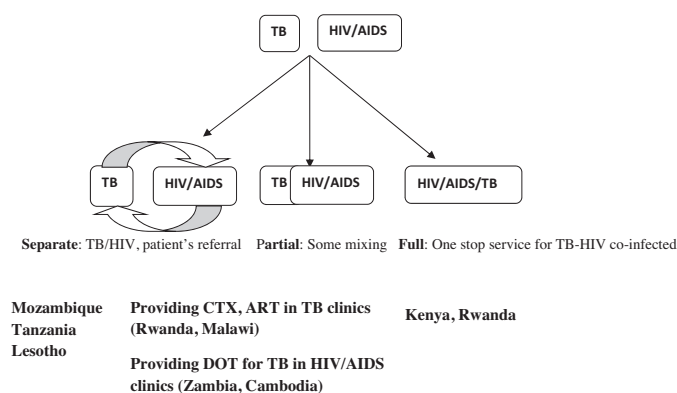 TB
HIV/AIDS
TB
HIV/AIDS
TB
HIV/AIDS
HIV/AIDS/TB
Separate: TB/HIV, patient's referral
Partial: Some mixing
Full: One stop service for TB-HIV co-infected
Mozambique
Tanzania
Lesotho
Providing CTX, ART in TB clinics
(Rwanda, Malawi)
Providing DOT for TB in HIV/AIDS
clinics (Zambia, Cambodia)
Kenya, Rwanda